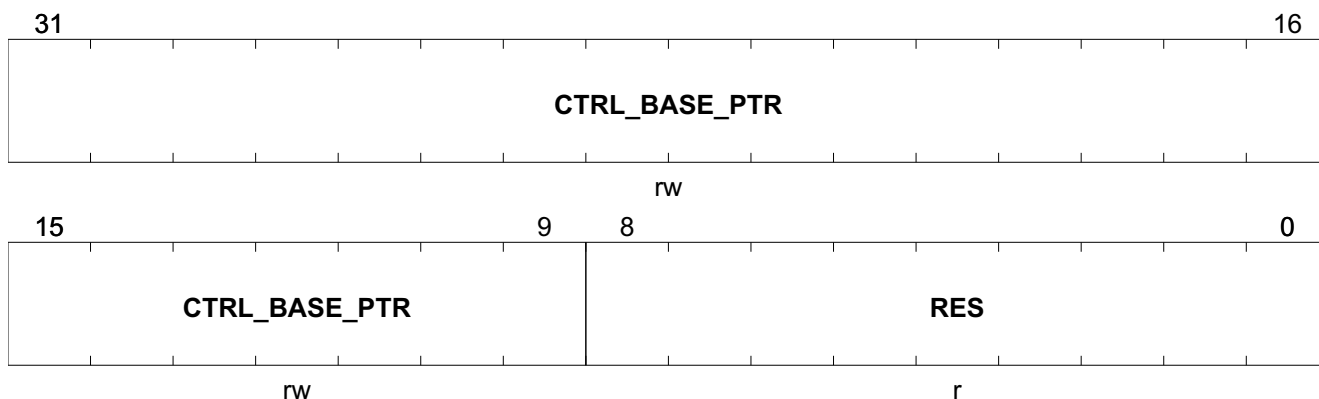 31 16
CTRL_BASE_PTR
rw
15 9 8 0
CTRL_BASE_PTR RES
rw r